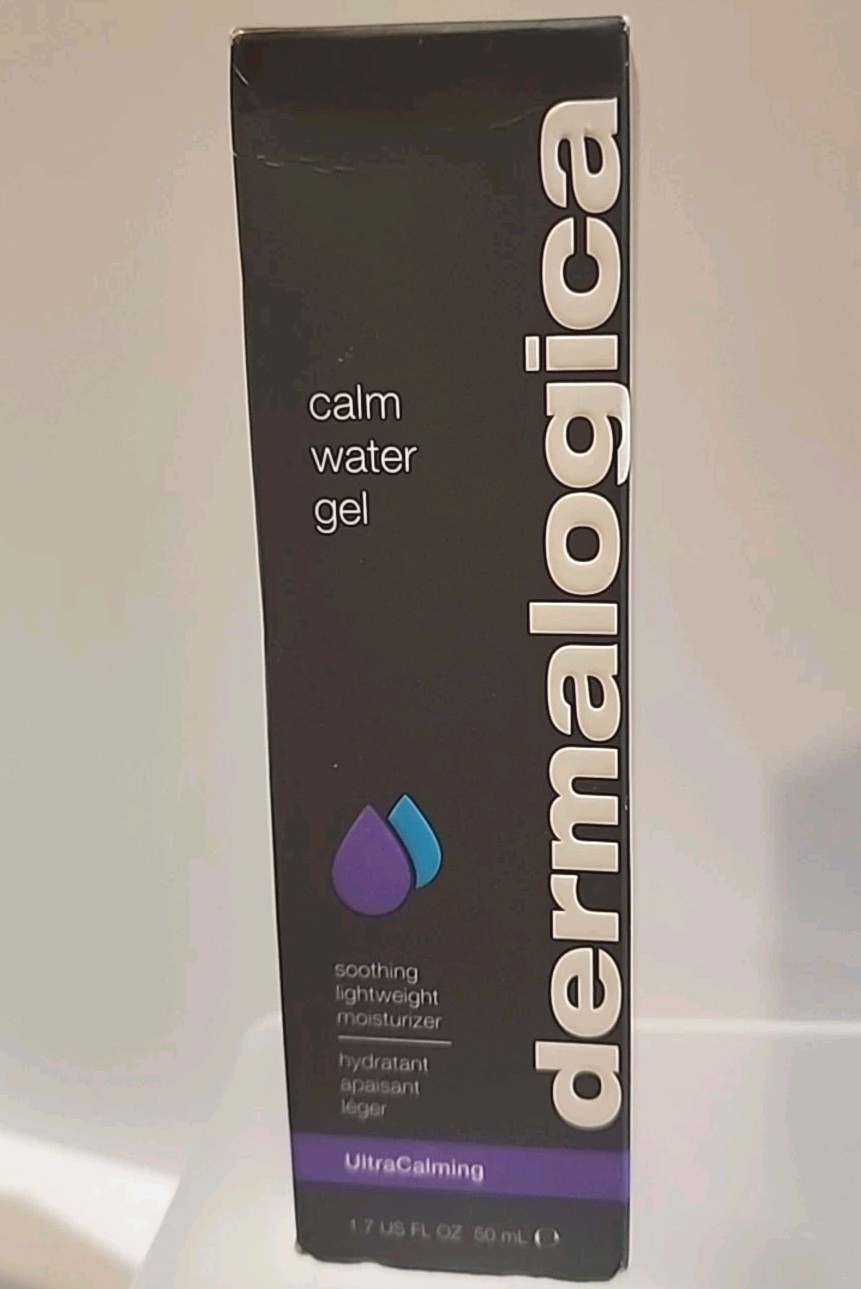 calm
water
gel
dermalogica
soothing
lightweight
moisturizer
hydratant
apaisant
léger
UltraCalming
1.7 US FL OZ 50 mL ℮